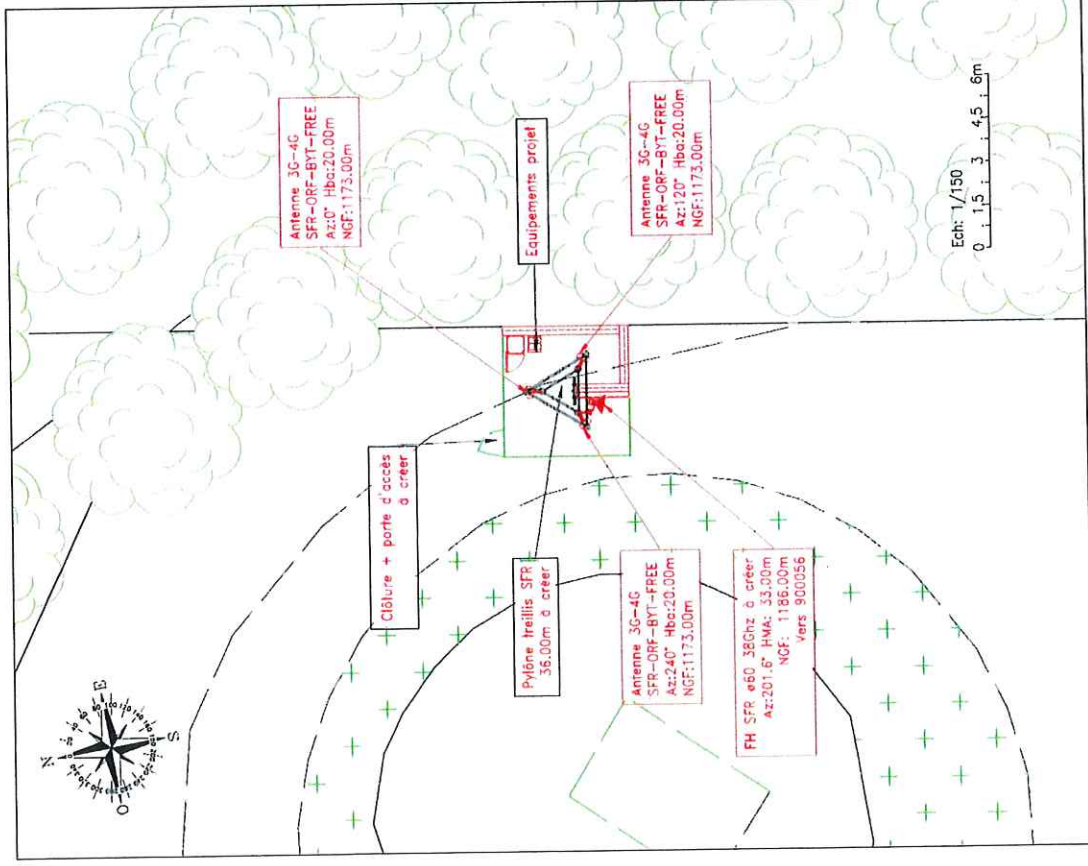 Antenne 3G-4G
SFR-ORF-BYT-FREE
Az:0° Hba:20.00m
NGF:1173.00m
Equipements projet
Antenne 3G-4G
SFR-ORF-BYT-FREE
Az:120° Hba:20.00m
NGF:1173.00m
Clôture + porte d'accès
à créer
Pylône treillis SFR
36.00m à créer
Antenne 3G-4G
SFR-ORF-BYT-FREE
Az:240° Hba:20.00m
NGF:1173.00m
FH SFR ø60 38Ghz à créer
Az:201.6° HMA: 33.00m
NGF: 1186.00m
Vers 900056
Ech: 1/150
0 1,5 3 4,5 6m
N
E
S
O